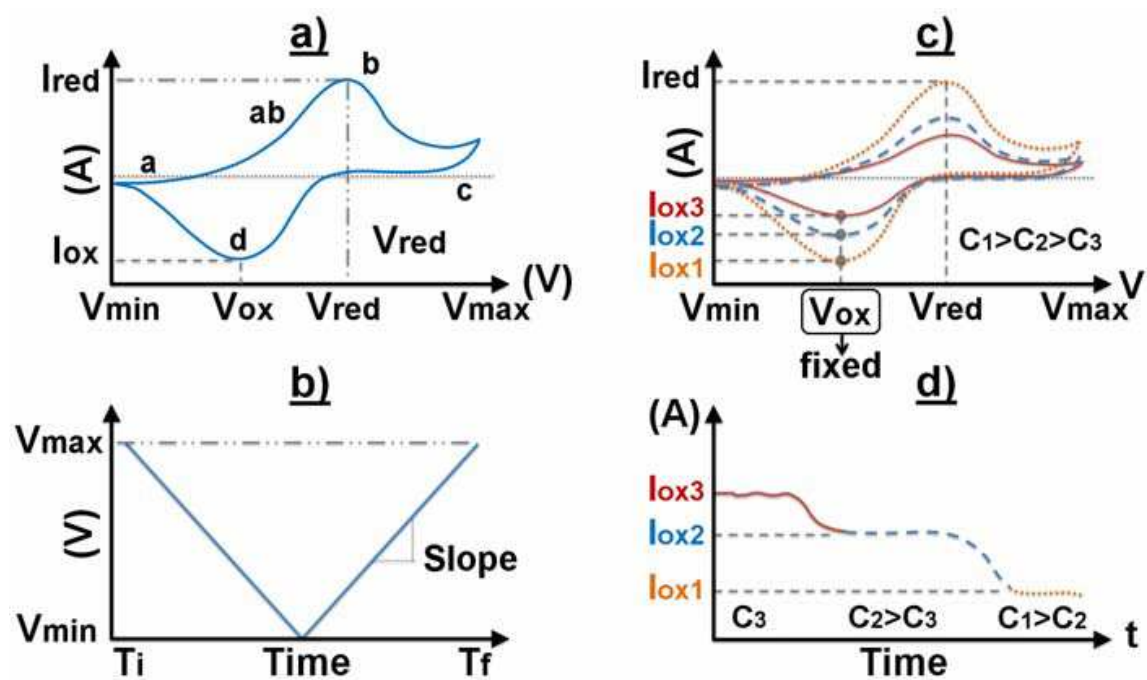 a)
Ired
b
ab
(A)
a
c
d
Vred
Iox
(V)
Vmin
Vox
Vred
Vmax
c)
Ired
(A)
Iox3
Iox2
Iox1
C1>C2>C3
V
Vmin
Vox
Vred
Vmax
fixed
b)
Vmax
(V)
Slope
Vmin
Ti
Time
Tf
d)
(A)
Iox3
Iox2
Iox1
C3
C2>C3
C1>C2
t
Time